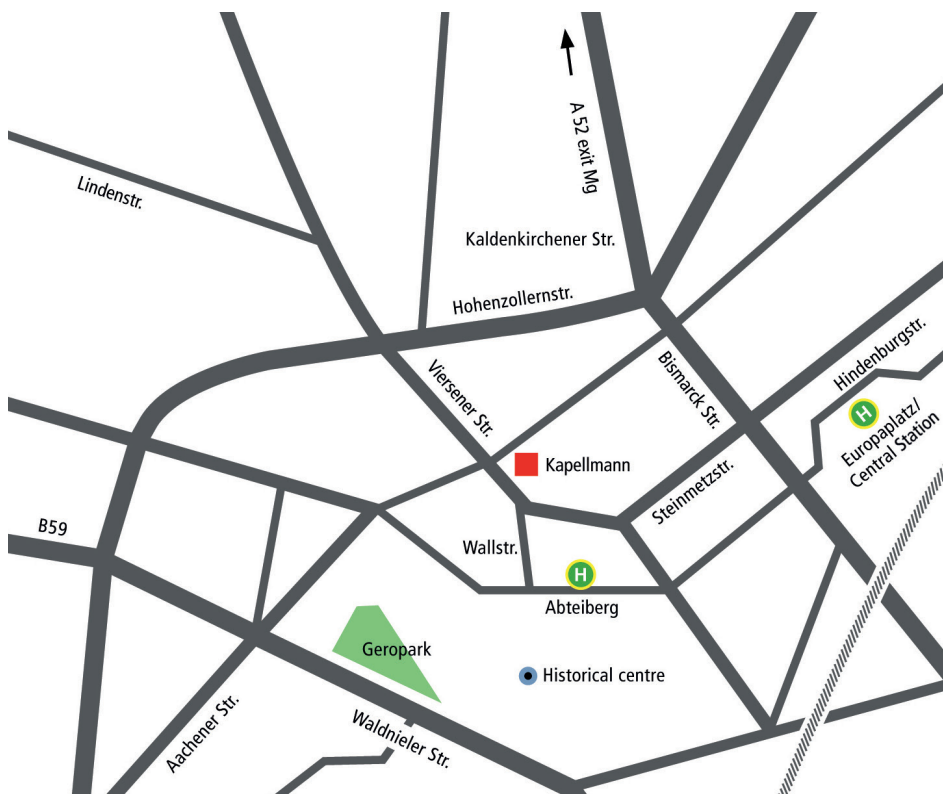 A 52 exit Mg
Lindenstr.
Kaldenkirchener Str.
Hohenzollernstr.
Hindenburgstr.
Bismarck Str.
Viersener Str.
H
Europaplatz/
Central Station
Kapellmann
Steinmetzstr.
B59
Wallstr.
H
Abteiberg
Geropark
Historical centre
Aachener Str.
Waldnieler Str.